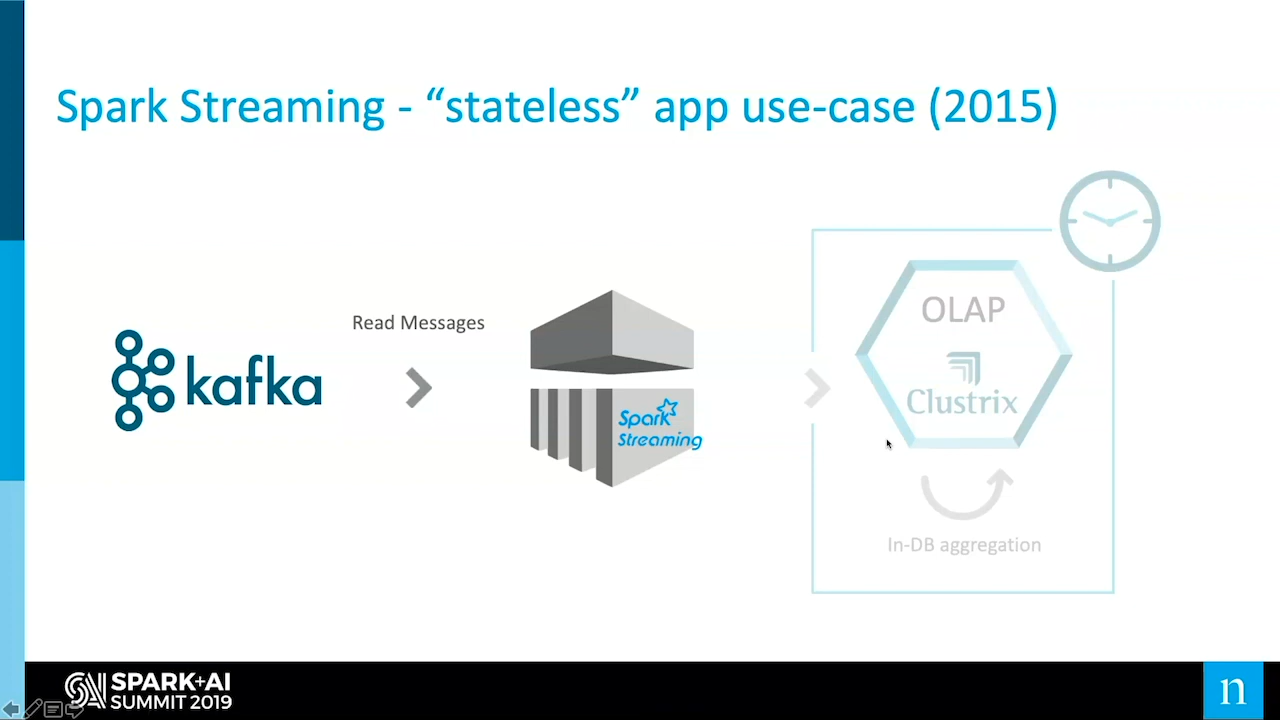 Spark Streaming - “stateless” app use-case (2015)
Read Messages
kafka
Spark
Streaming
OLAP
Clustrix
In-DB aggregation
SPARK+AI
SUMMIT 2019
n